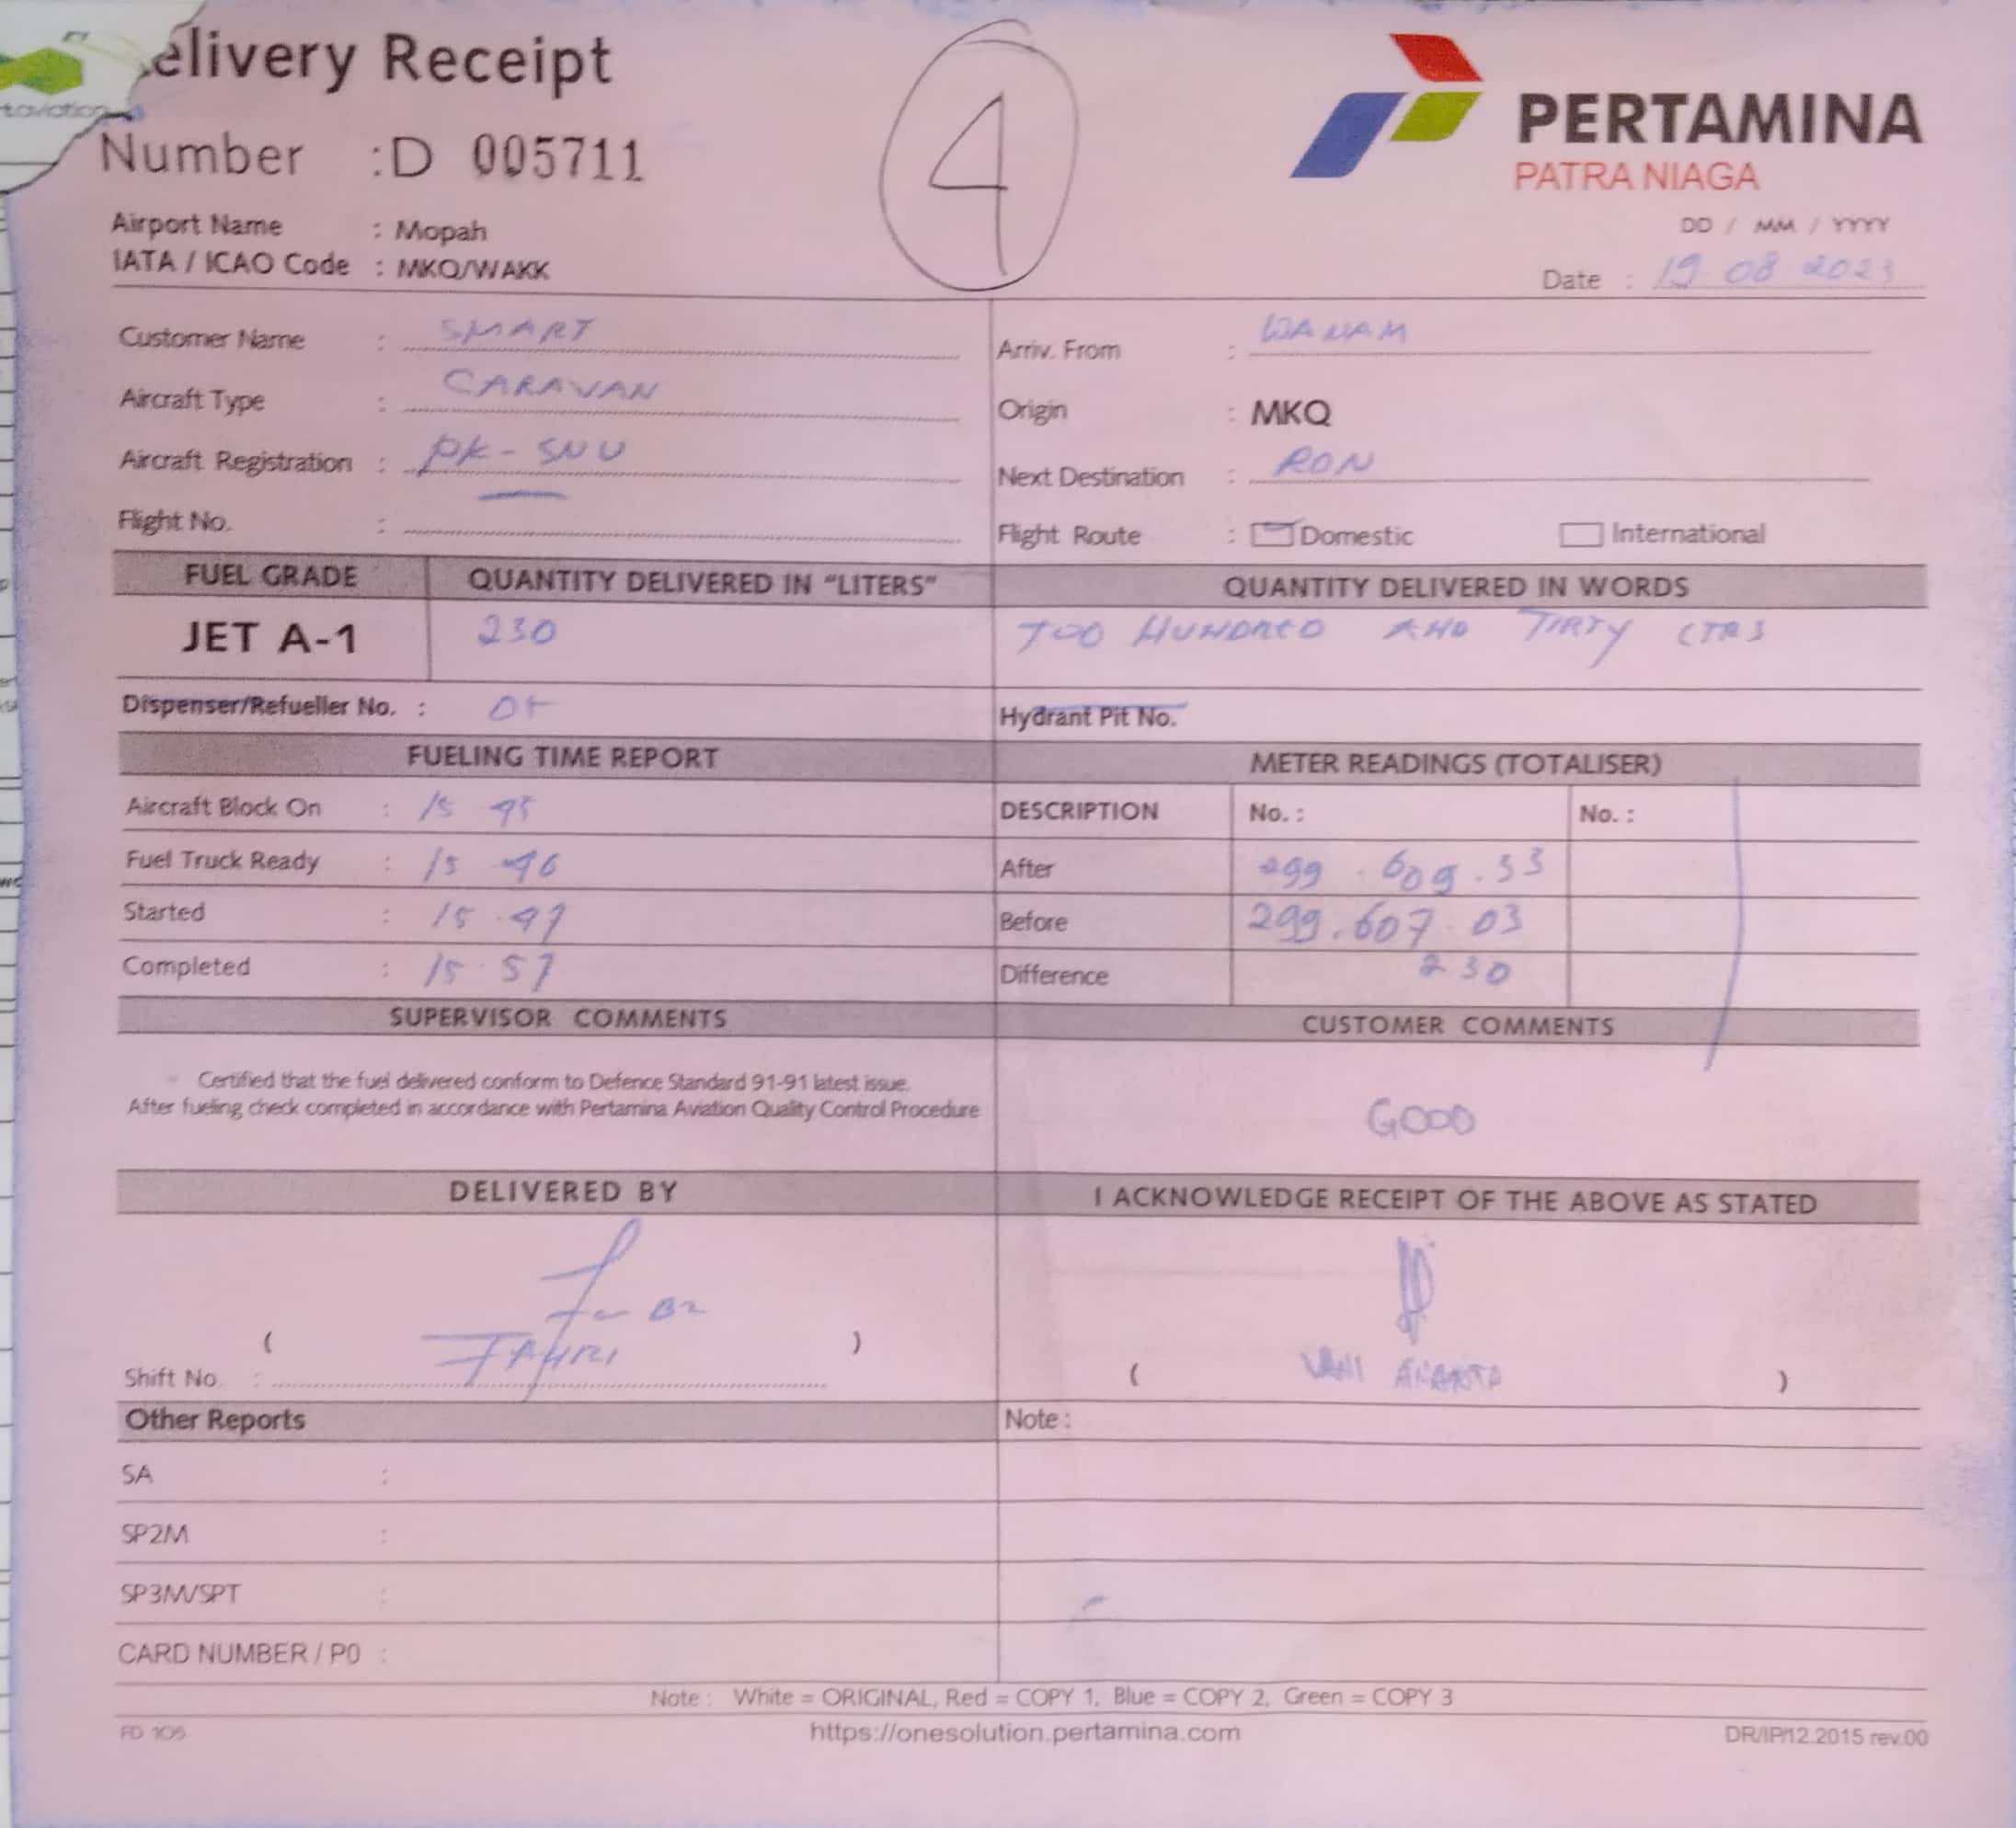 elivery Receipt
4
PERTAMINA
PATRA NIAGA
Number : D 005711
Airport Name : Mopah
IATA / ICAO Code : MKQ/WAKK
DD / MM / YYYY
Date : 19 08 2023
Customer Name : SMART
Arriv. From : WANAM
Aircraft Type : CARAVAN
Origin : MKQ
Aircraft Registration : PK - SNU
Next Destination : RON
Flight No. :
Flight Route : Domestic International
FUEL GRADE QUANTITY DELIVERED IN "LITERS" QUANTITY DELIVERED IN WORDS
JET A-1 230 TOO HUNDRED AND TIRTY LTRS
Dispenser/Refueller No. :
Hydrant Pit No.
FUELING TIME REPORT METER READINGS (TOTALISER)
Aircraft Block On : 15 45
DESCRIPTION No. : No. :
Fuel Truck Ready : 15 46
After 299 . 609 . 33
Started : 15 . 47
Before 299 . 607 . 03
Completed : 15 . 57
Difference 230
SUPERVISOR COMMENTS CUSTOMER COMMENTS
Certified that the fuel delivered conform to Defence Standard 91-91 latest issue.
After fueling check completed in accordance with Pertamina Aviation Quality Control Procedure
GOOD
DELIVERED BY I ACKNOWLEDGE RECEIPT OF THE ABOVE AS STATED
( FAHRI )
Shift No. :
( )
Other Reports Note :
SA :
SP2M :
SP3M/SPT :
CARD NUMBER / P0 :
Note : White = ORIGINAL, Red = COPY 1, Blue = COPY 2, Green = COPY 3
FD 105 https://onesolution.pertamina.com DR/IP/12.2015 rev.00